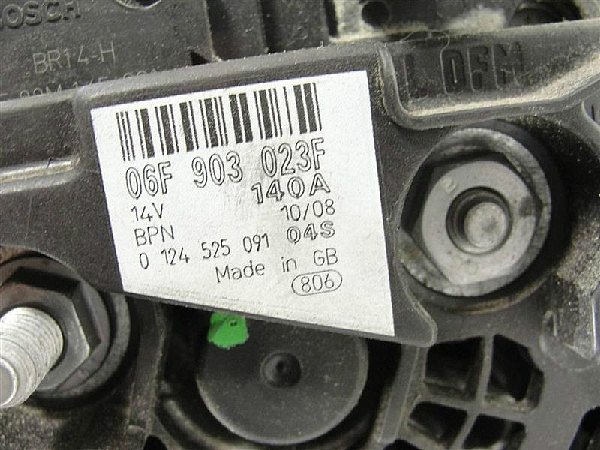 BOSCH
BR14-H
06F 903 023F
140A
14V 10/08
BPN 04S
0 124 525 091
Made in GB
806